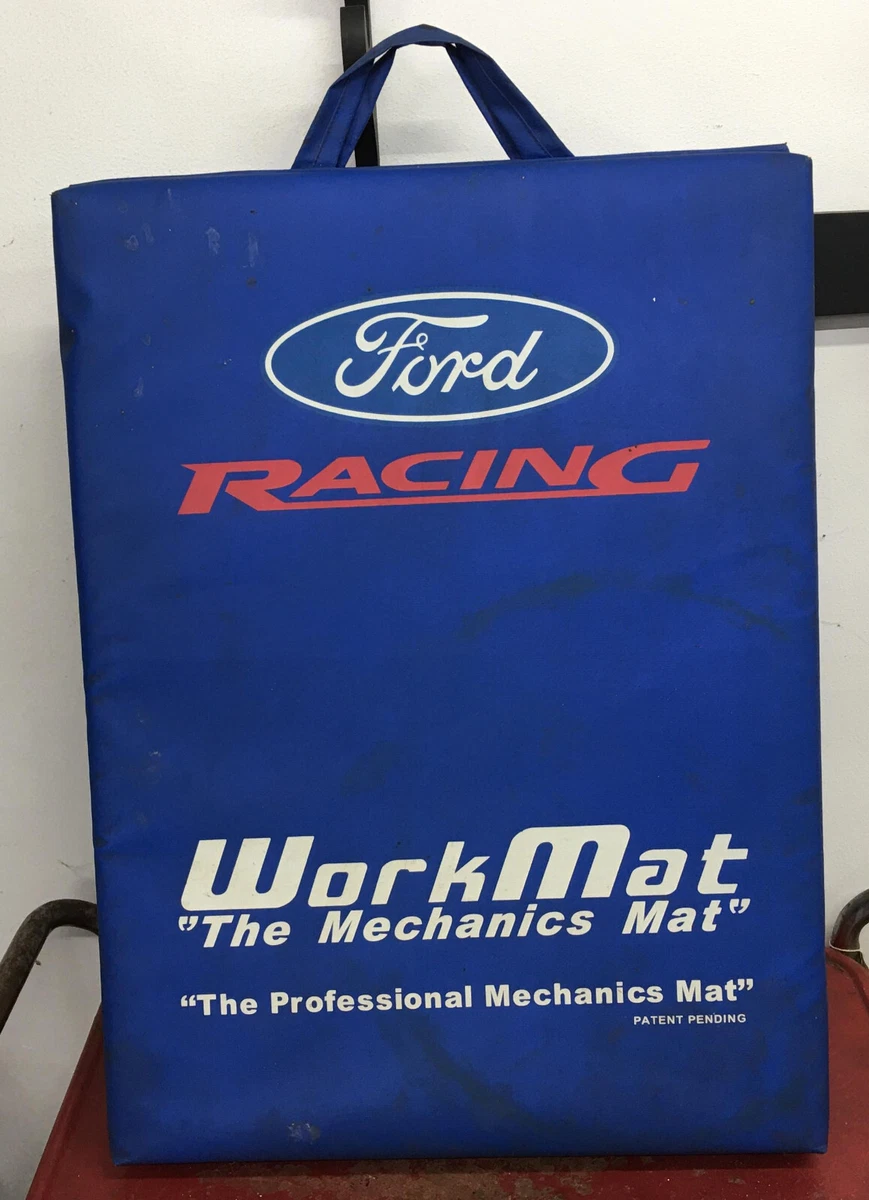 Ford
RACING
WorkMat
"The Mechanics Mat"
“The Professional Mechanics Mat”
PATENT PENDING